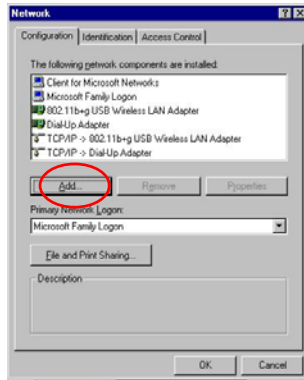 Network
Configuration Identification Access Control
The following network components are installed:
Client for Microsoft Networks
Microsoft Family Logon
802.11b+g USB Wireless LAN Adapter
Dial-Up Adapter
TCP/IP -> 802.11b+g USB Wireless LAN Adapter
TCP/IP -> Dial-Up Adapter
Add...
Remove
Properties
Primary Network Logon:
Microsoft Family Logon
File and Print Sharing...
Description
OK
Cancel